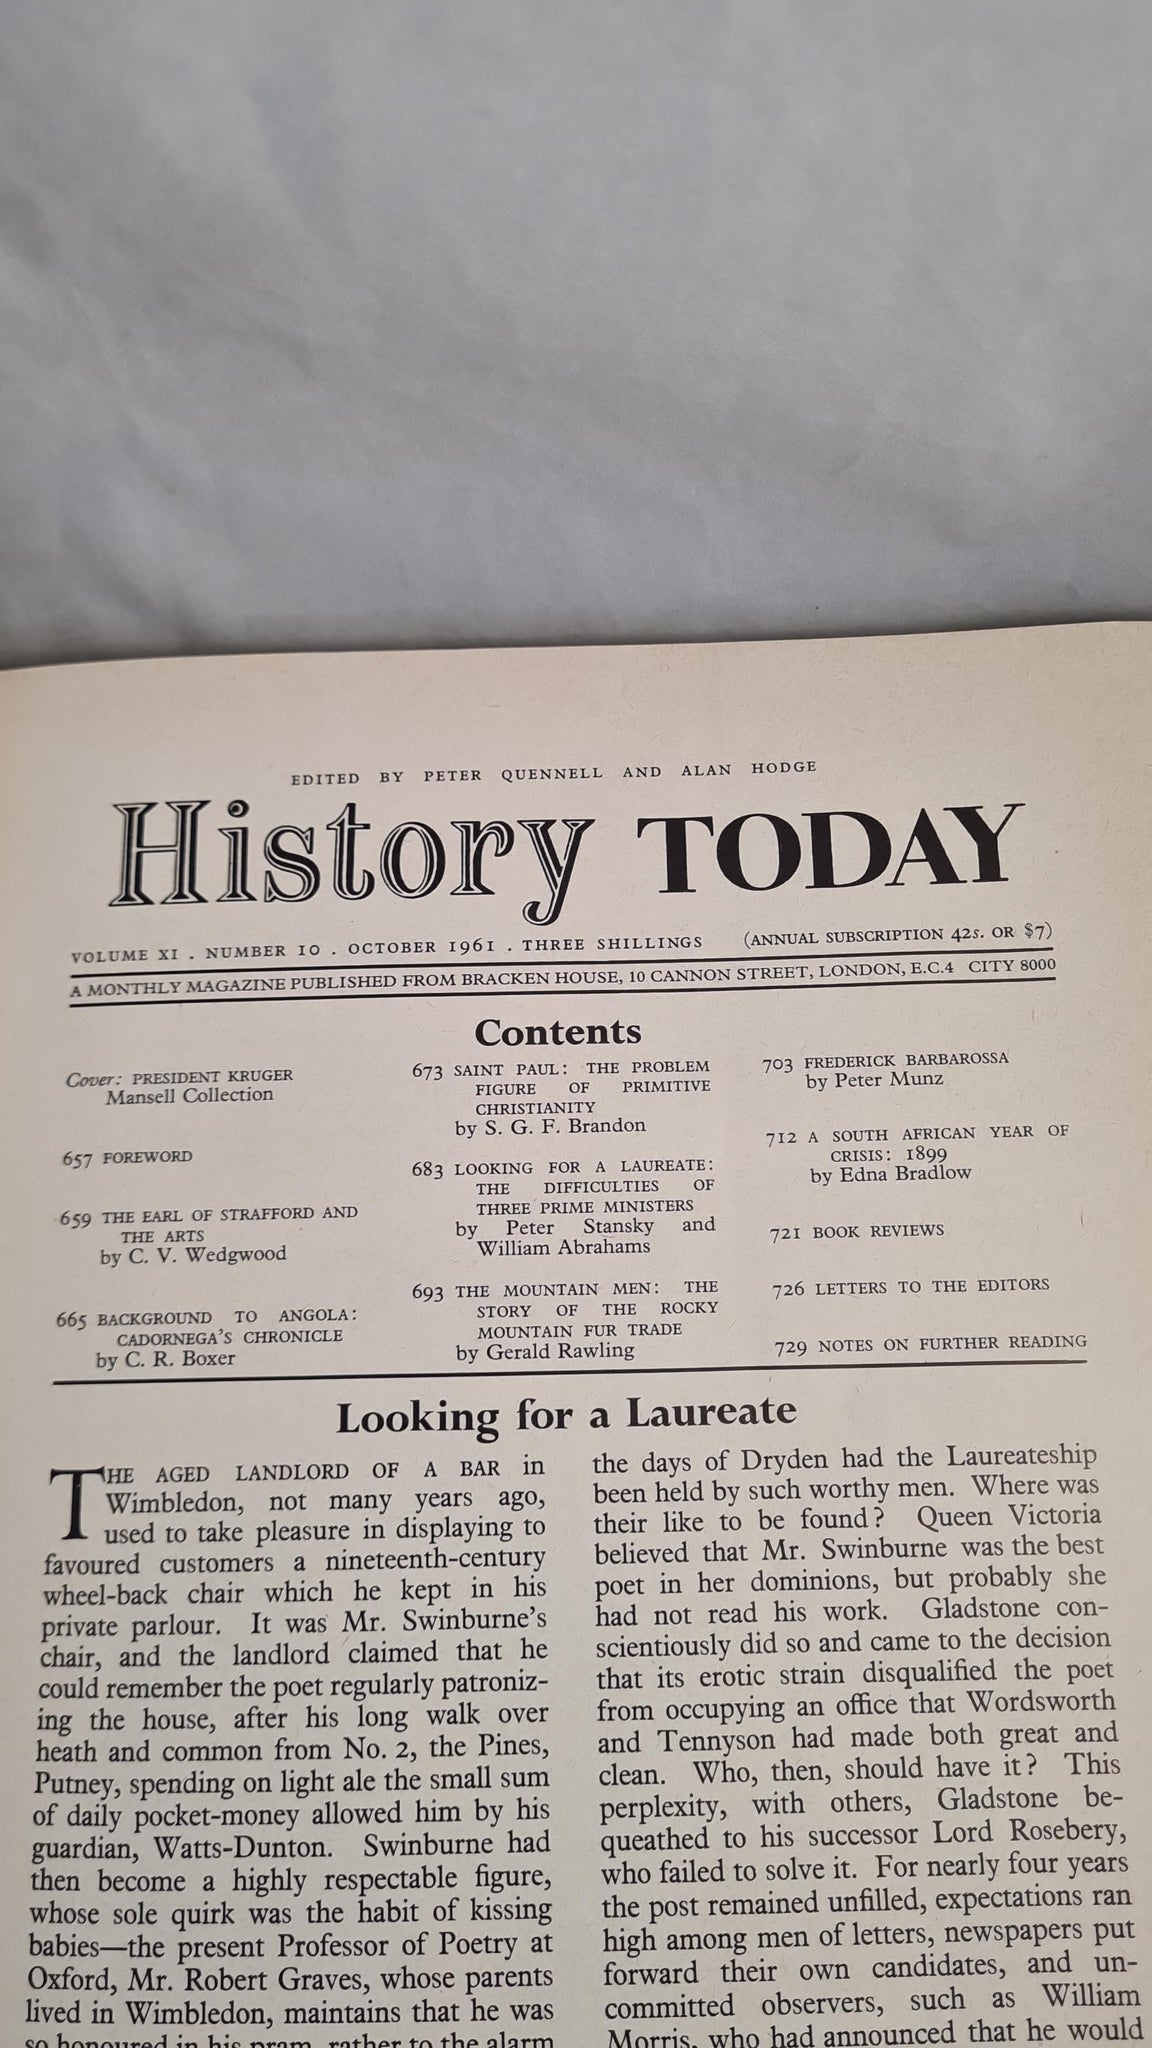 EDITED BY PETER QUENNELL AND ALAN HODGE
History TODAY
VOLUME XI . NUMBER 10 . OCTOBER 1961 . THREE SHILLINGS (ANNUAL SUBSCRIPTION 42s. OR $7)
A MONTHLY MAGAZINE PUBLISHED FROM BRACKEN HOUSE, 10 CANNON STREET, LONDON, E.C.4 CITY 8000
Contents
Cover: PRESIDENT KRUGER
Mansell Collection
657 FOREWORD
659 THE EARL OF STRAFFORD AND
THE ARTS
by C. V. Wedgwood
665 BACKGROUND TO ANGOLA:
CADORNEGA'S CHRONICLE
by C. R. Boxer
673 SAINT PAUL: THE PROBLEM
FIGURE OF PRIMITIVE
CHRISTIANITY
by S. G. F. Brandon
683 LOOKING FOR A LAUREATE:
THE DIFFICULTIES OF
THREE PRIME MINISTERS
by Peter Stansky and
William Abrahams
693 THE MOUNTAIN MEN: THE
STORY OF THE ROCKY
MOUNTAIN FUR TRADE
by Gerald Rawling
703 FREDERICK BARBAROSSA
by Peter Munz
712 A SOUTH AFRICAN YEAR OF
CRISIS: 1899
by Edna Bradlow
721 BOOK REVIEWS
726 LETTERS TO THE EDITORS
729 NOTES ON FURTHER READING
Looking for a Laureate
THE AGED LANDLORD OF A BAR in
Wimbledon, not many years ago,
used to take pleasure in displaying to
favoured customers a nineteenth-century
wheel-back chair which he kept in his
private parlour. It was Mr. Swinburne's
chair, and the landlord claimed that he
could remember the poet regularly patroniz-
ing the house, after his long walk over
heath and common from No. 2, the Pines,
Putney, spending on light ale the small sum
of daily pocket-money allowed him by his
guardian, Watts-Dunton. Swinburne had
then become a highly respectable figure,
whose sole quirk was the habit of kissing
babies—the present Professor of Poetry at
Oxford, Mr. Robert Graves, whose parents
lived in Wimbledon, maintains that he was
so honoured in his pram, rather to the alarm
the days of Dryden had the Laureateship
been held by such worthy men. Where was
their like to be found? Queen Victoria
believed that Mr. Swinburne was the best
poet in her dominions, but probably she
had not read his work. Gladstone con-
scientiously did so and came to the decision
that its erotic strain disqualified the poet
from occupying an office that Wordsworth
and Tennyson had made both great and
clean. Who, then, should have it? This
perplexity, with others, Gladstone be-
queathed to his successor Lord Rosebery,
who failed to solve it. For nearly four years
the post remained unfilled, expectations ran
high among men of letters, newspapers put
forward their own candidates, and un-
committed observers, such as William
Morris, who had announced that he would